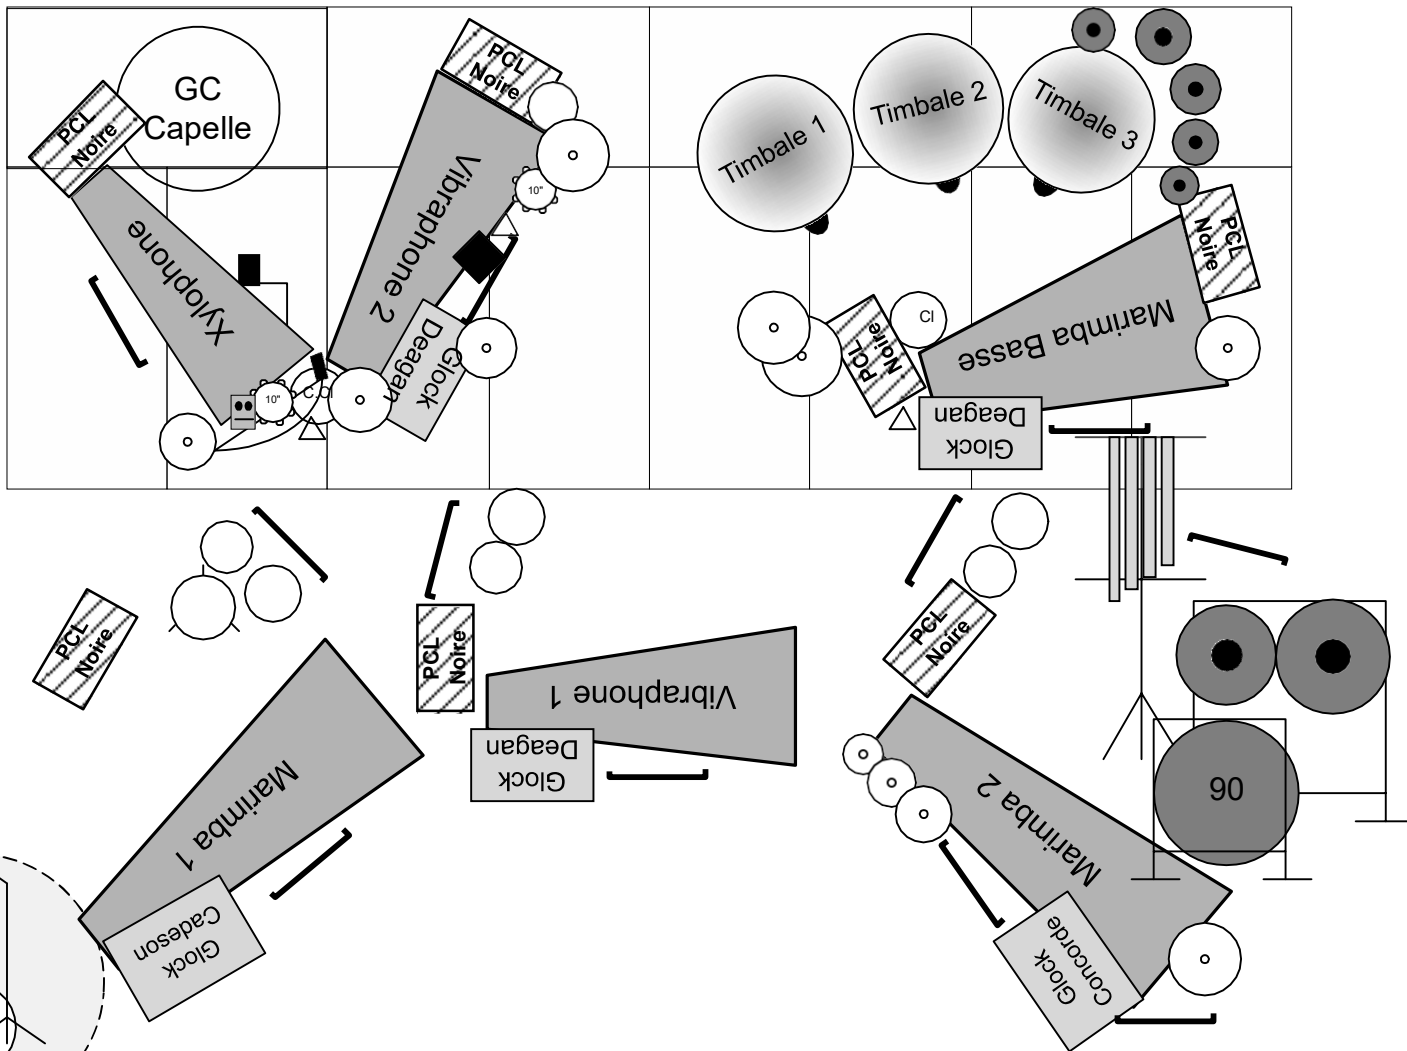 GC
Capelle
PCL
Noire
PCL
Noire
Xylophone
Vibraphone 2
10"
10"
C.Cl
Glock
Deagan
Timbale 1
Timbale 2
Timbale 3
PCL
Noire
Cl
PCL
Noire
Marimba Basse
Glock
Deagan
PCL
Noire
PCL
Noire
Vibraphone 1
Glock
Deagan
PCL
Noire
Marimba 1
Glock
Cadeson
Marimba 2
Glock
Concorde
90